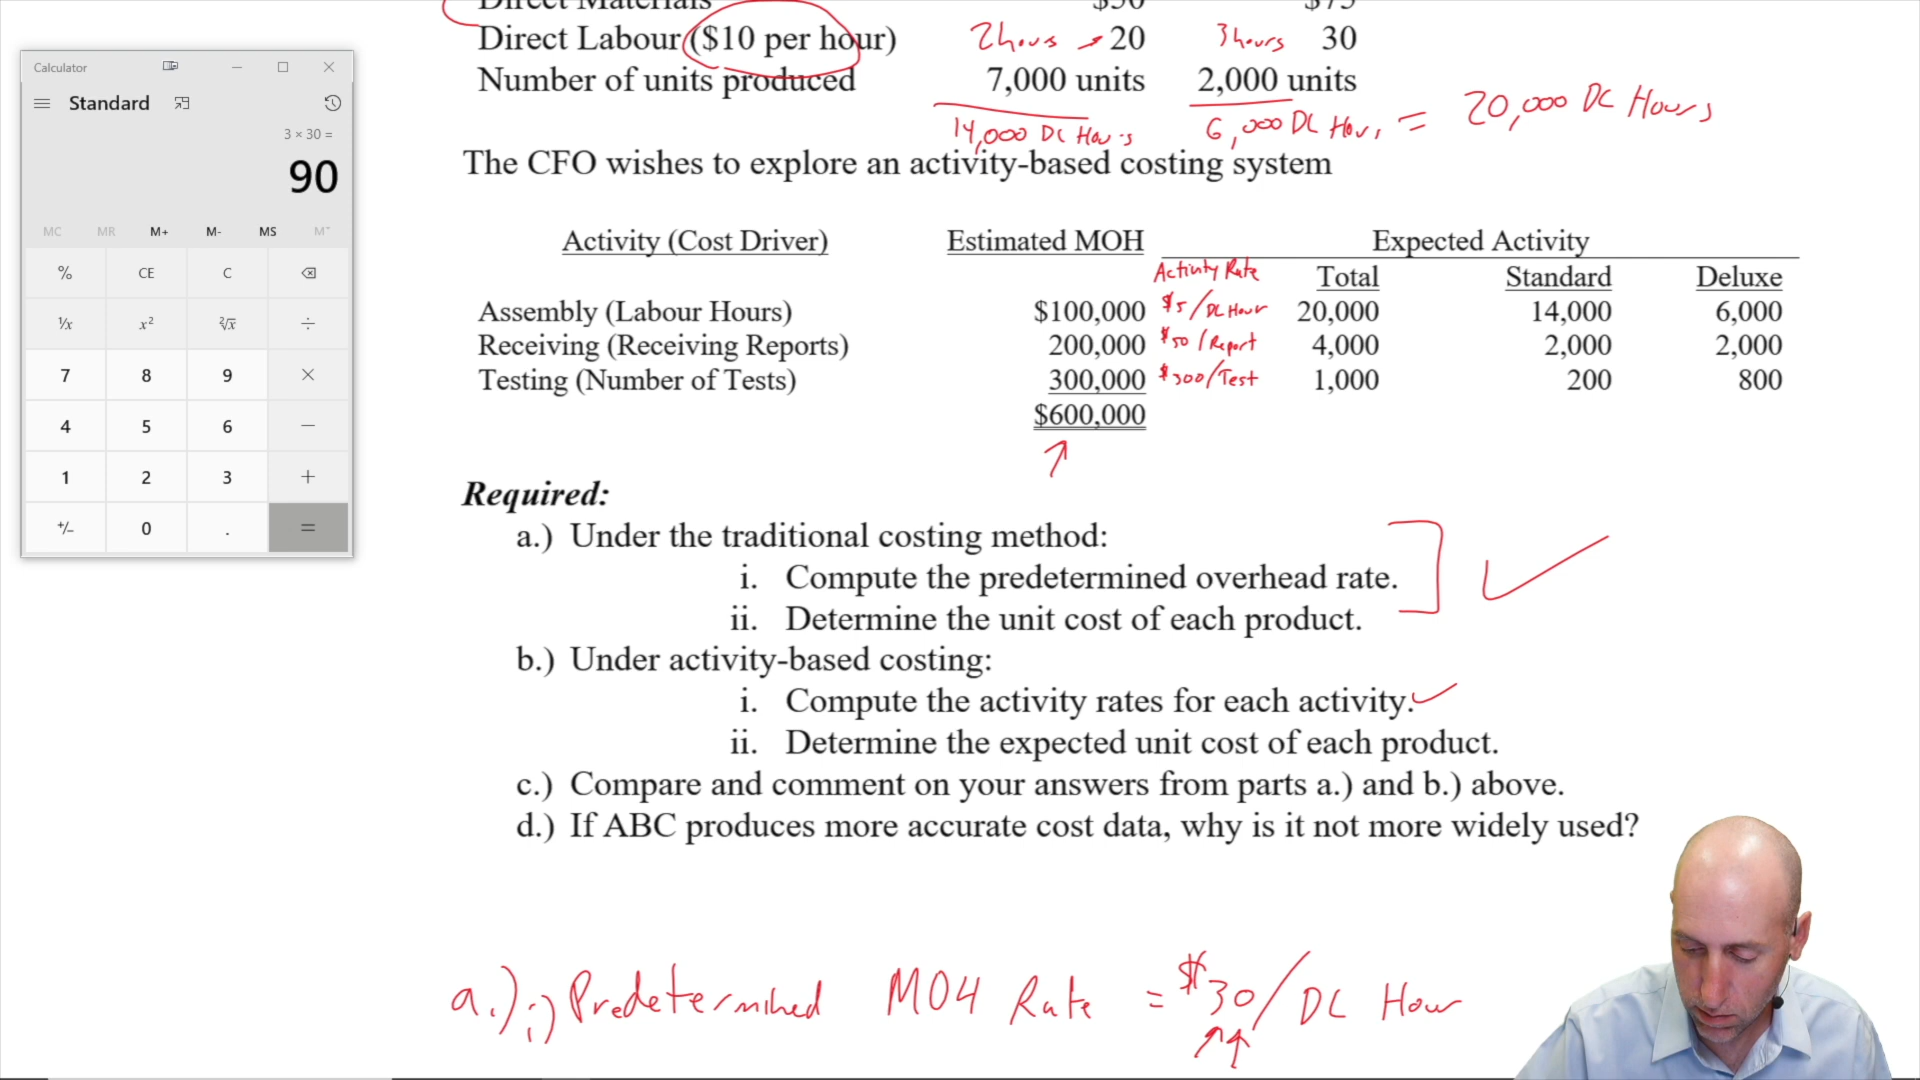 Direct Materials $50 $75
Direct Labour ($10 per hour) 2 hours → 20 3 hours 30
Number of units produced 7,000 units 2,000 units
14,000 DL Hours 6,000 DL Hours = 20,000 DL Hours
The CFO wishes to explore an activity-based costing system
Activity (Cost Driver) Estimated MOH Expected Activity
Activity Rate Total Standard Deluxe
Assembly (Labour Hours) $100,000 $5/DL Hour 20,000 14,000 6,000
Receiving (Receiving Reports) 200,000 $50/Report 4,000 2,000 2,000
Testing (Number of Tests) 300,000 $300/Test 1,000 200 800
$600,000
Required:
a.) Under the traditional costing method:
i. Compute the predetermined overhead rate.
ii. Determine the unit cost of each product.
b.) Under activity-based costing:
i. Compute the activity rates for each activity.
ii. Determine the expected unit cost of each product.
c.) Compare and comment on your answers from parts a.) and b.) above.
d.) If ABC produces more accurate cost data, why is it not more widely used?
a.) i) Predetermined MOH Rate = $30/DL Hour
Calculator
Standard
3 × 30 =
90
MC MR M+ M- MS M˅
% CE C ⌫
¹/x x² ²√x ÷
7 8 9 ×
4 5 6 −
1 2 3 +
+/− 0 . =